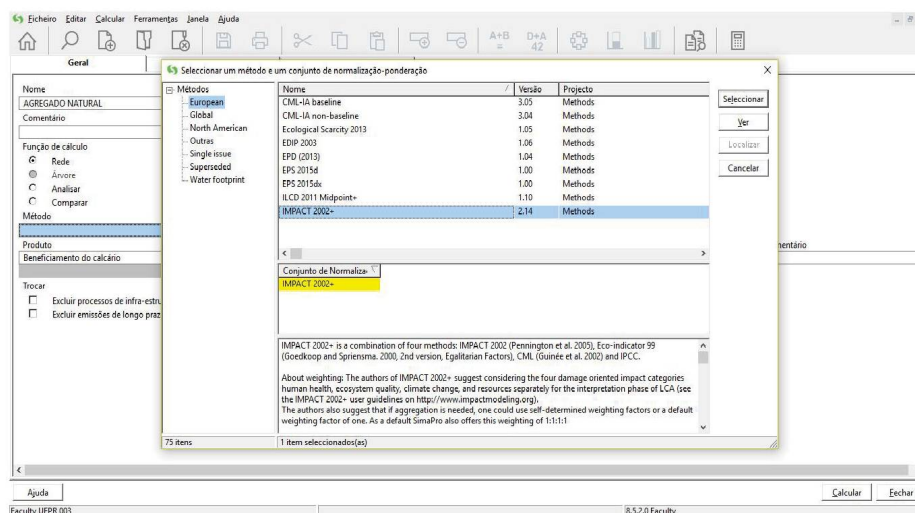 Ficheiro Editar Calcular Ferramentas Janela Ajuda
A+B
=
D+A
42
Geral
Nome
AGREGADO NATURAL
Comentário
Função de cálculo
Rede
Árvore
Analisar
Comparar
Método
Produto
Beneficiamento do calcário
Trocar
Excluir processos de infra-estru
Excluir emissões de longo praz
Seleccionar um método e um conjunto de normalização-ponderação
X
Métodos
European
Global
North American
Outras
Single issue
Superseded
Water footprint
Nome / Versão Projecto
CML-IA baseline 3.05 Methods
CML-IA non-baseline 3.04 Methods
Ecological Scarcity 2013 1.05 Methods
EDIP 2003 1.06 Methods
EPD (2013) 1.04 Methods
EPS 2015d 1.00 Methods
EPS 2015dx 1.00 Methods
ILCD 2011 Midpoint+ 1.10 Methods
IMPACT 2002+ 2.14 Methods
Seleccionar
Ver
Localizar
Cancelar
Conjunto de Normaliza
IMPACT 2002+
IMPACT 2002+ is a combination of four methods: IMPACT 2002 (Pennington et al. 2005), Eco-indicator 99
(Goedkoop and Spriensma. 2000, 2nd version, Egalitarian Factors), CML (Guinée et al. 2002) and IPCC.
About weighting: The authors of IMPACT 2002+ suggest considering the four damage oriented impact categories
human health, ecosystem quality, climate change, and resources separately for the interpretation phase of LCA (see
the IMPACT 2002+ user guidelines on http://www.impactmodeling.org).
The authors also suggest that if aggregation is needed, one could use self-determined weighting factors or a default
weighting factor of one. As a default SimaPro also offers this weighting of 1:1:1:1
75 itens
1 item seleccionados(as)
nentário
Ajuda
Calcular
Fechar
Faculty UFPR 003
8.5.2.0 Faculty